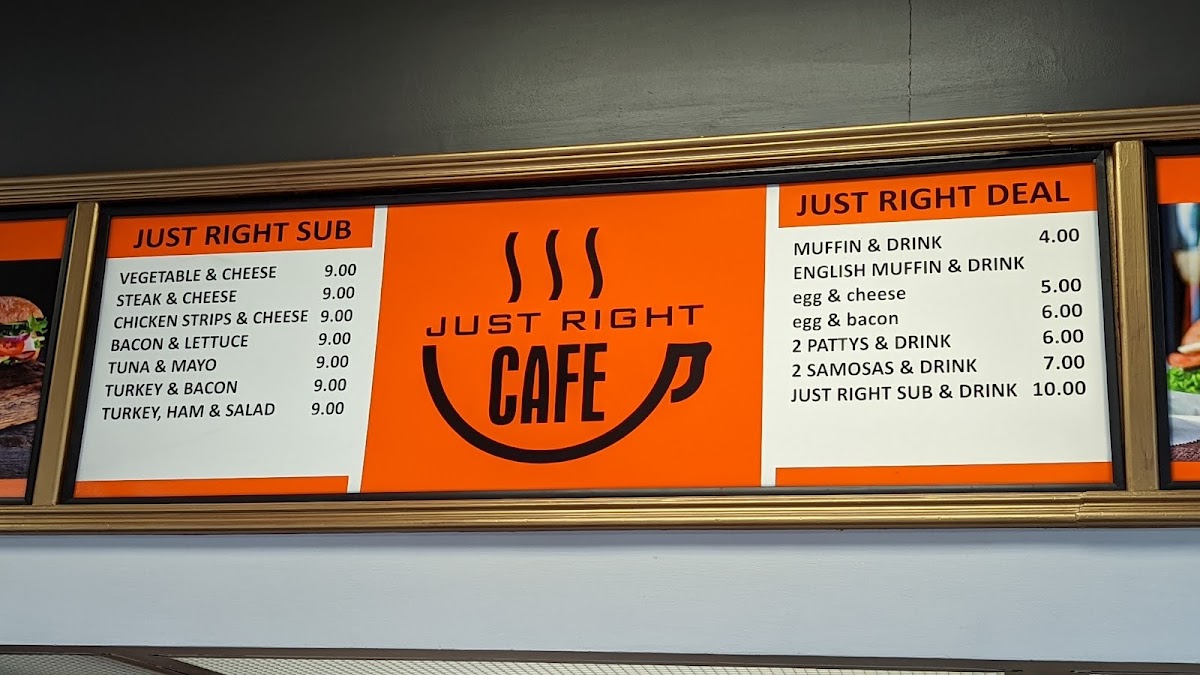 JUST RIGHT SUB
VEGETABLE & CHEESE 9.00
STEAK & CHEESE 9.00
CHICKEN STRIPS & CHEESE 9.00
BACON & LETTUCE 9.00
TUNA & MAYO 9.00
TURKEY & BACON 9.00
TURKEY, HAM & SALAD 9.00
JUST RIGHT
CAFE
JUST RIGHT DEAL
MUFFIN & DRINK 4.00
ENGLISH MUFFIN & DRINK
egg & cheese 5.00
egg & bacon 6.00
2 PATTYS & DRINK 6.00
2 SAMOSAS & DRINK 7.00
JUST RIGHT SUB & DRINK 10.00